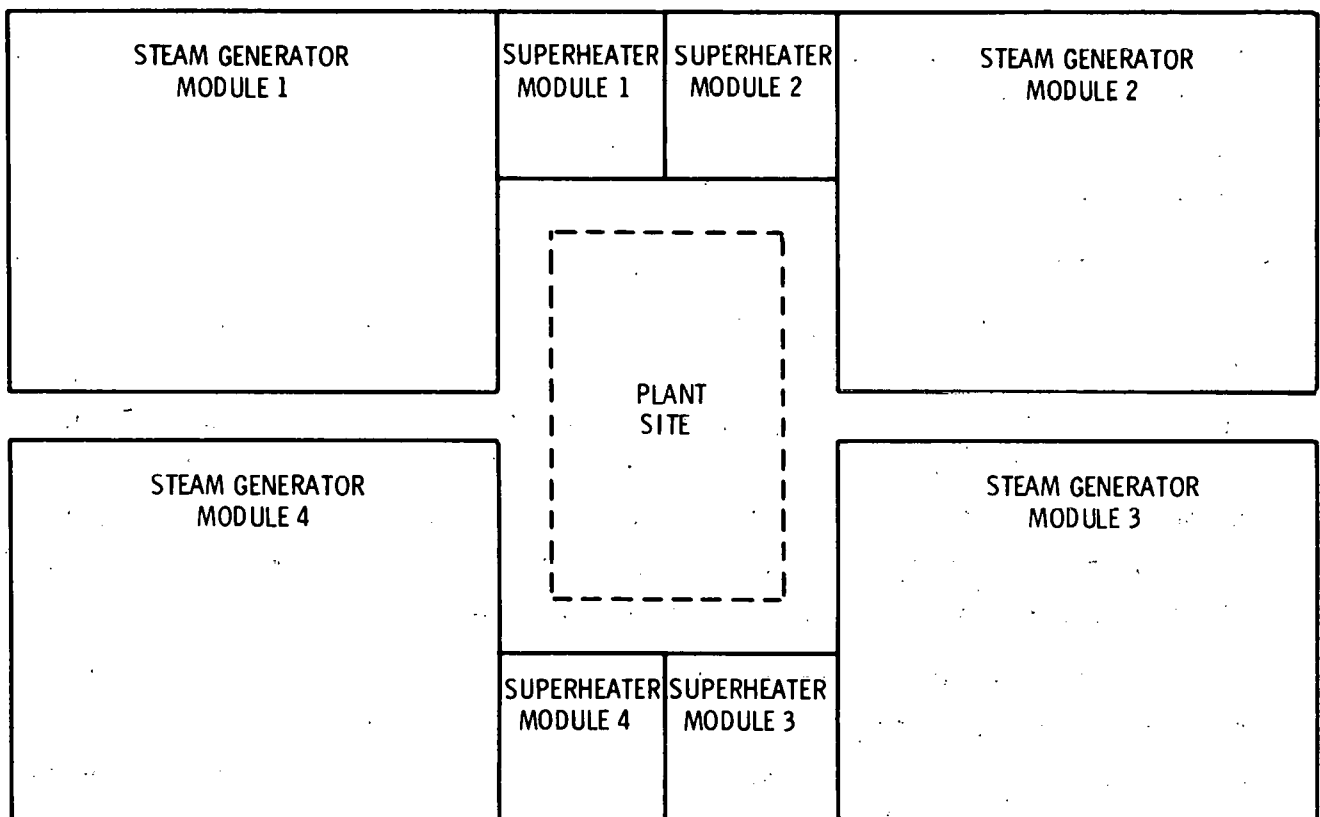 STEAM GENERATOR
MODULE 1
SUPERHEATER
MODULE 1
SUPERHEATER
MODULE 2
STEAM GENERATOR
MODULE 2
PLANT
SITE
STEAM GENERATOR
MODULE 4
STEAM GENERATOR
MODULE 3
SUPERHEATER
MODULE 4
SUPERHEATER
MODULE 3